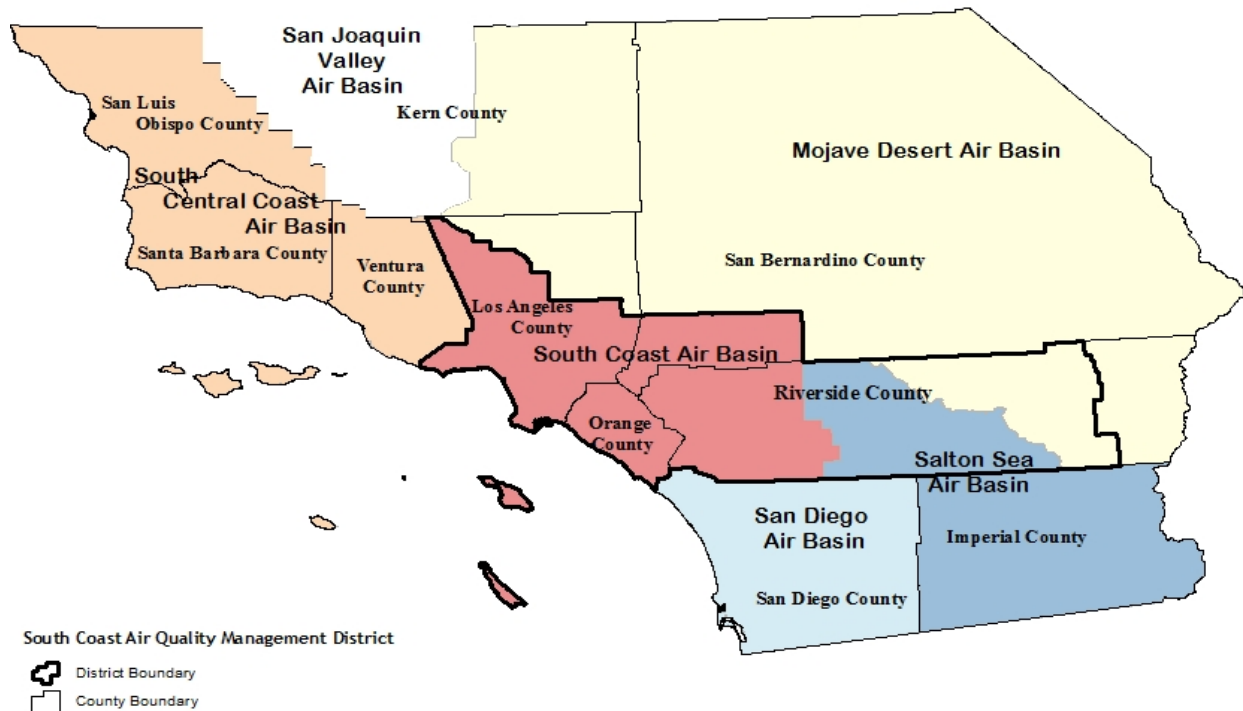 San Joaquin
Valley
Air Basin
Kern County
San Luis
Obispo County
Mojave Desert Air Basin
South
Central Coast
Air Basin
Santa Barbara County
Ventura
County
San Bernardino County
Los Angeles
County
South Coast Air Basin
Riverside County
Orange
County
Salton Sea
Air Basin
San Diego
Air Basin
Imperial County
San Diego County
South Coast Air Quality Management District
District Boundary
County Boundary